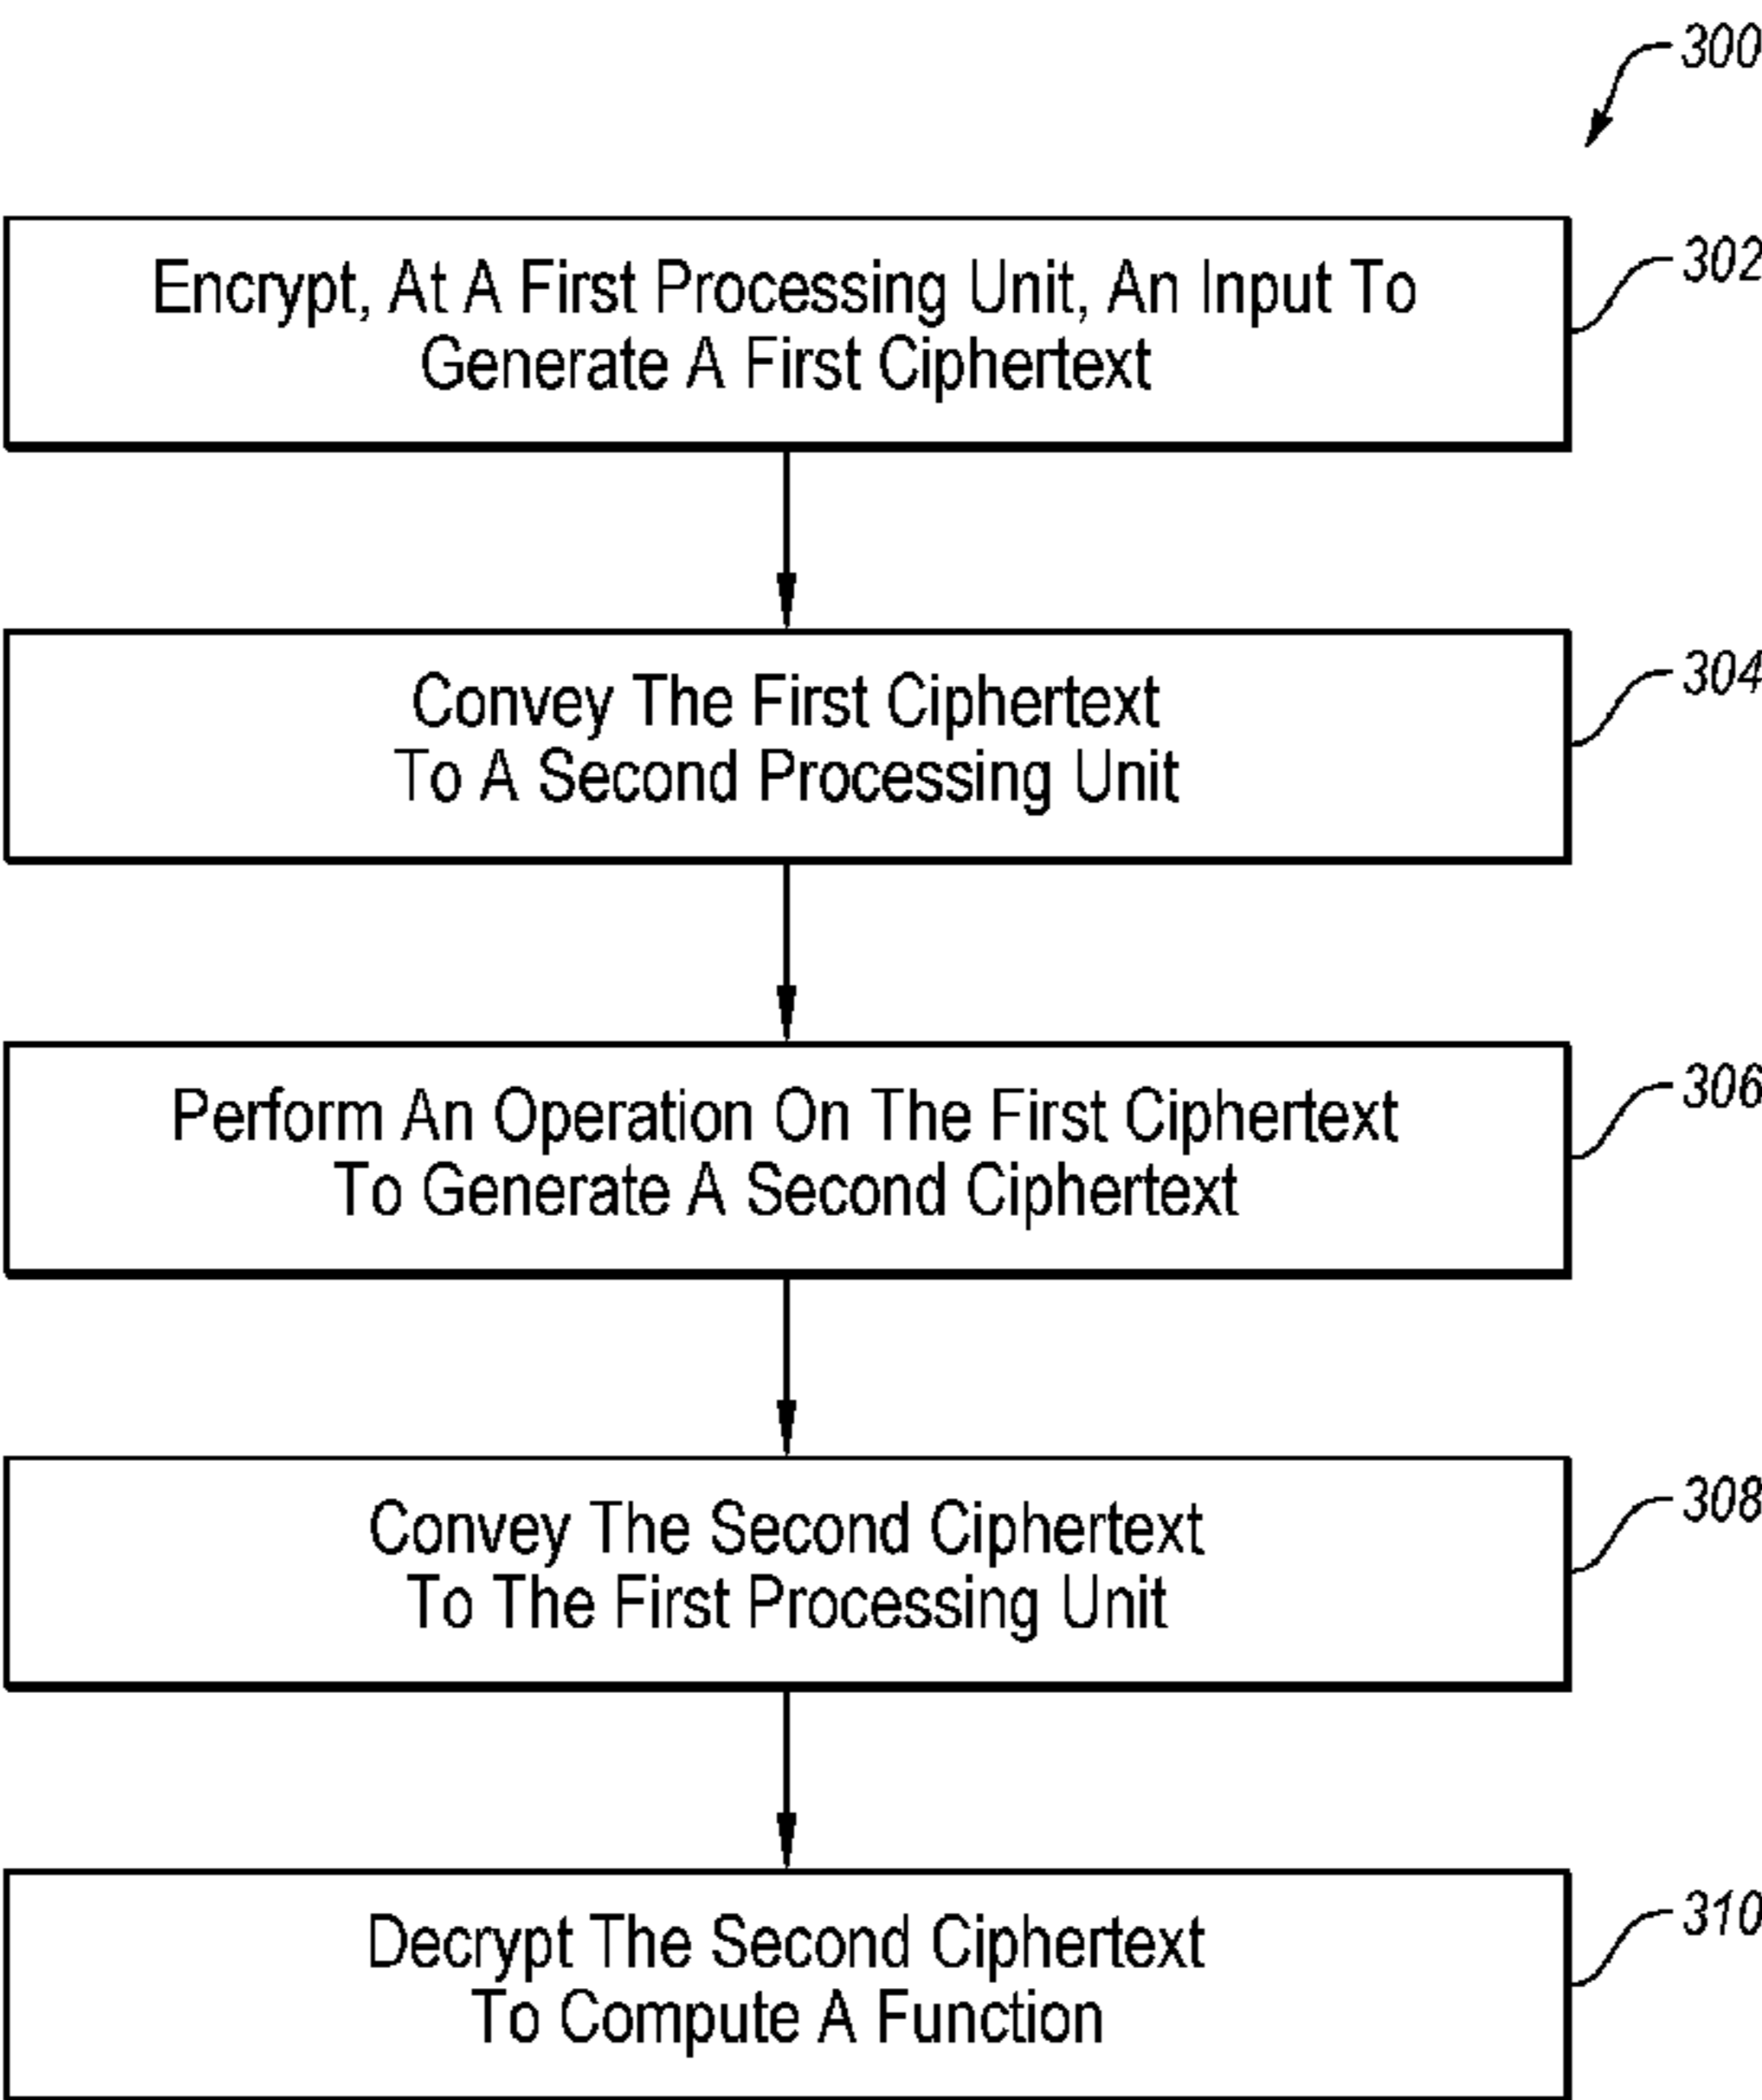 300
302
Encrypt, At A First Processing Unit, An Input To
Generate A First Ciphertext
304
Convey The First Ciphertext
To A Second Processing Unit
306
Perform An Operation On The First Ciphertext
To Generate A Second Ciphertext
308
Convey The Second Ciphertext
To The First Processing Unit
310
Decrypt The Second Ciphertext
To Compute A Function